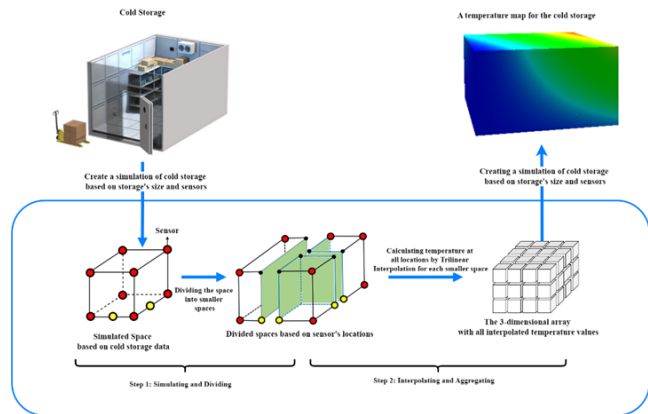 Cold Storage
A temperature map for the cold storage
Create a simulation of cold storage
based on storage's size and sensors
Creating a simulation of cold storage
based on storage's size and sensors
Sensor
Dividing the space
into smaller
spaces
Calculating temperature at
all locations by Trilinear
Interpolation for each smaller space
Simulated Space
based on cold storage data
Divided spaces based on sensor's locations
The 3-dimensional array
with all interpolated temperature values
Step 1: Simulating and Dividing
Step 2: Interpolating and Aggregating